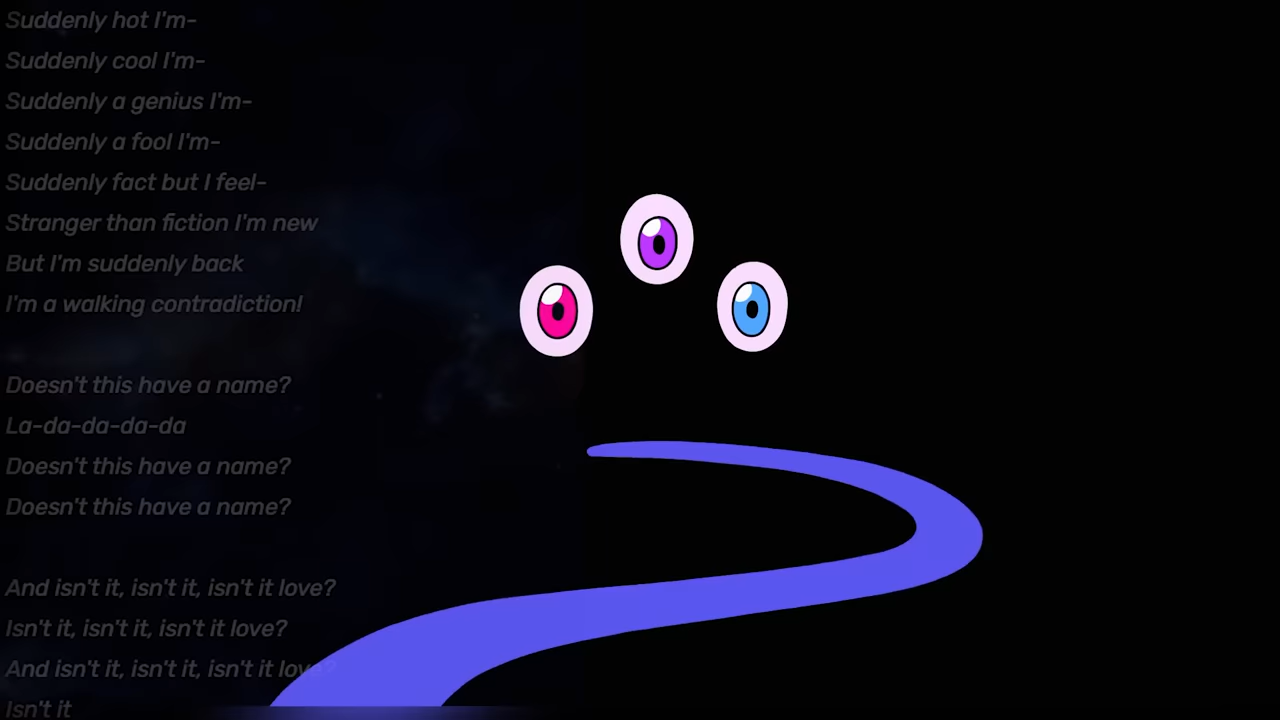 Suddenly hot I'm-
Suddenly cool I'm-
Suddenly a genius I'm-
Suddenly a fool I'm-
Suddenly fact but I feel-
Stranger than fiction I'm new
But I'm suddenly back
I'm a walking contradiction!
Doesn't this have a name?
La-da-da-da-da
Doesn't this have a name?
Doesn't this have a name?
And isn't it, isn't it, isn't it love?
Isn't it, isn't it, isn't it love?
And isn't it, isn't it, isn't it love?
Isn't it